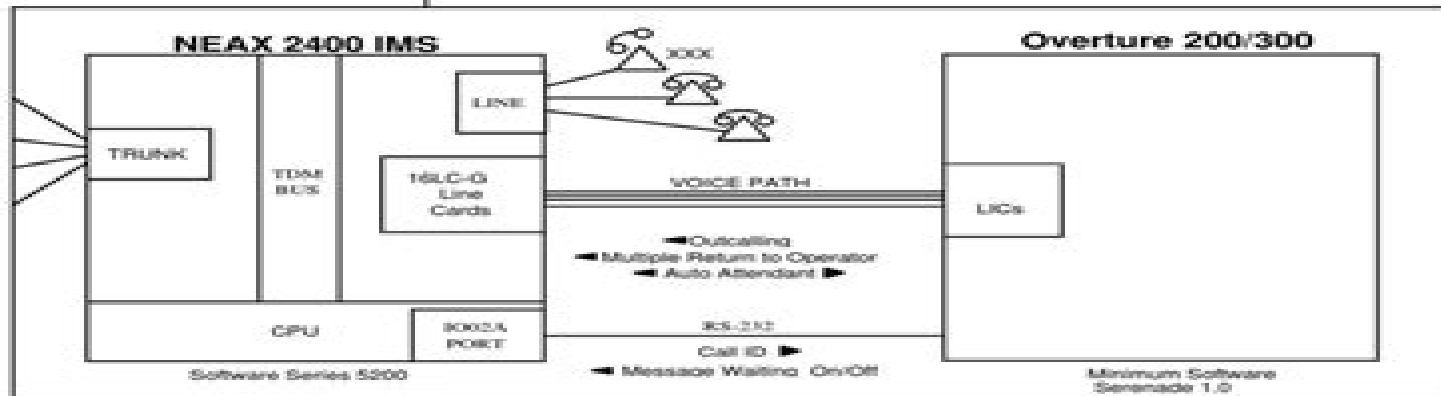 NEAX 2400 IMS
Overture 200/300
XXX
LINE
TRUNK
TDM
BUS
16LC-G
Line
Cards
VOICE PATH
LICs
Outcalling
Multiple Return to Operator
Auto Attendant
CPU
PORT
RS-232
Call ID
Message Waiting On/Off
Software Series 5200
Minimum Software
Serenade 1.0